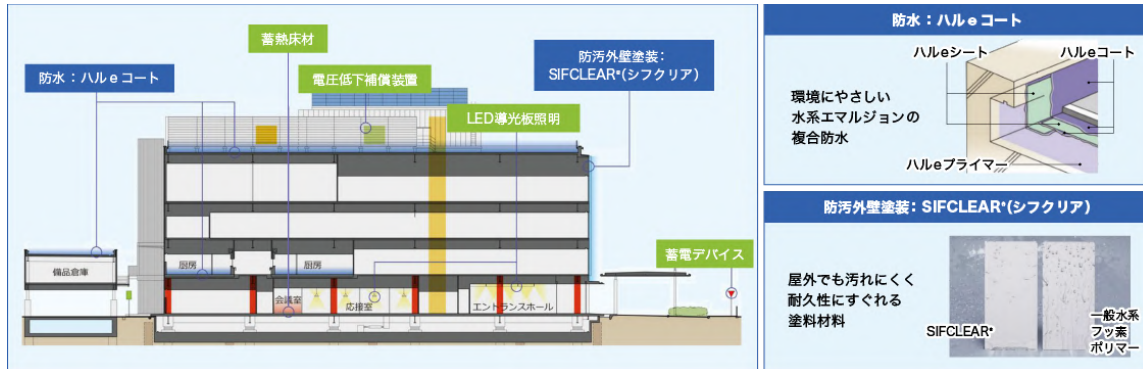 蓄熱床材
防水：ハルeコート
電圧低下補償装置
防汚外壁塗装：
SIFCLEAR®(シフクリア)
LED導光板照明
備品倉庫
厨房
厨房
会議室
応接室
エントランスホール
蓄電デバイス
防水：ハルeコート
ハルeシート
ハルeコート
環境にやさしい
水系エマルジョンの
複合防水
ハルeプライマー
防汚外壁塗装：SIFCLEAR®(シフクリア)
屋外でも汚れにくく
耐久性にすぐれる
塗料材料
SIFCLEAR®
一般水系
フッ素
ポリマー